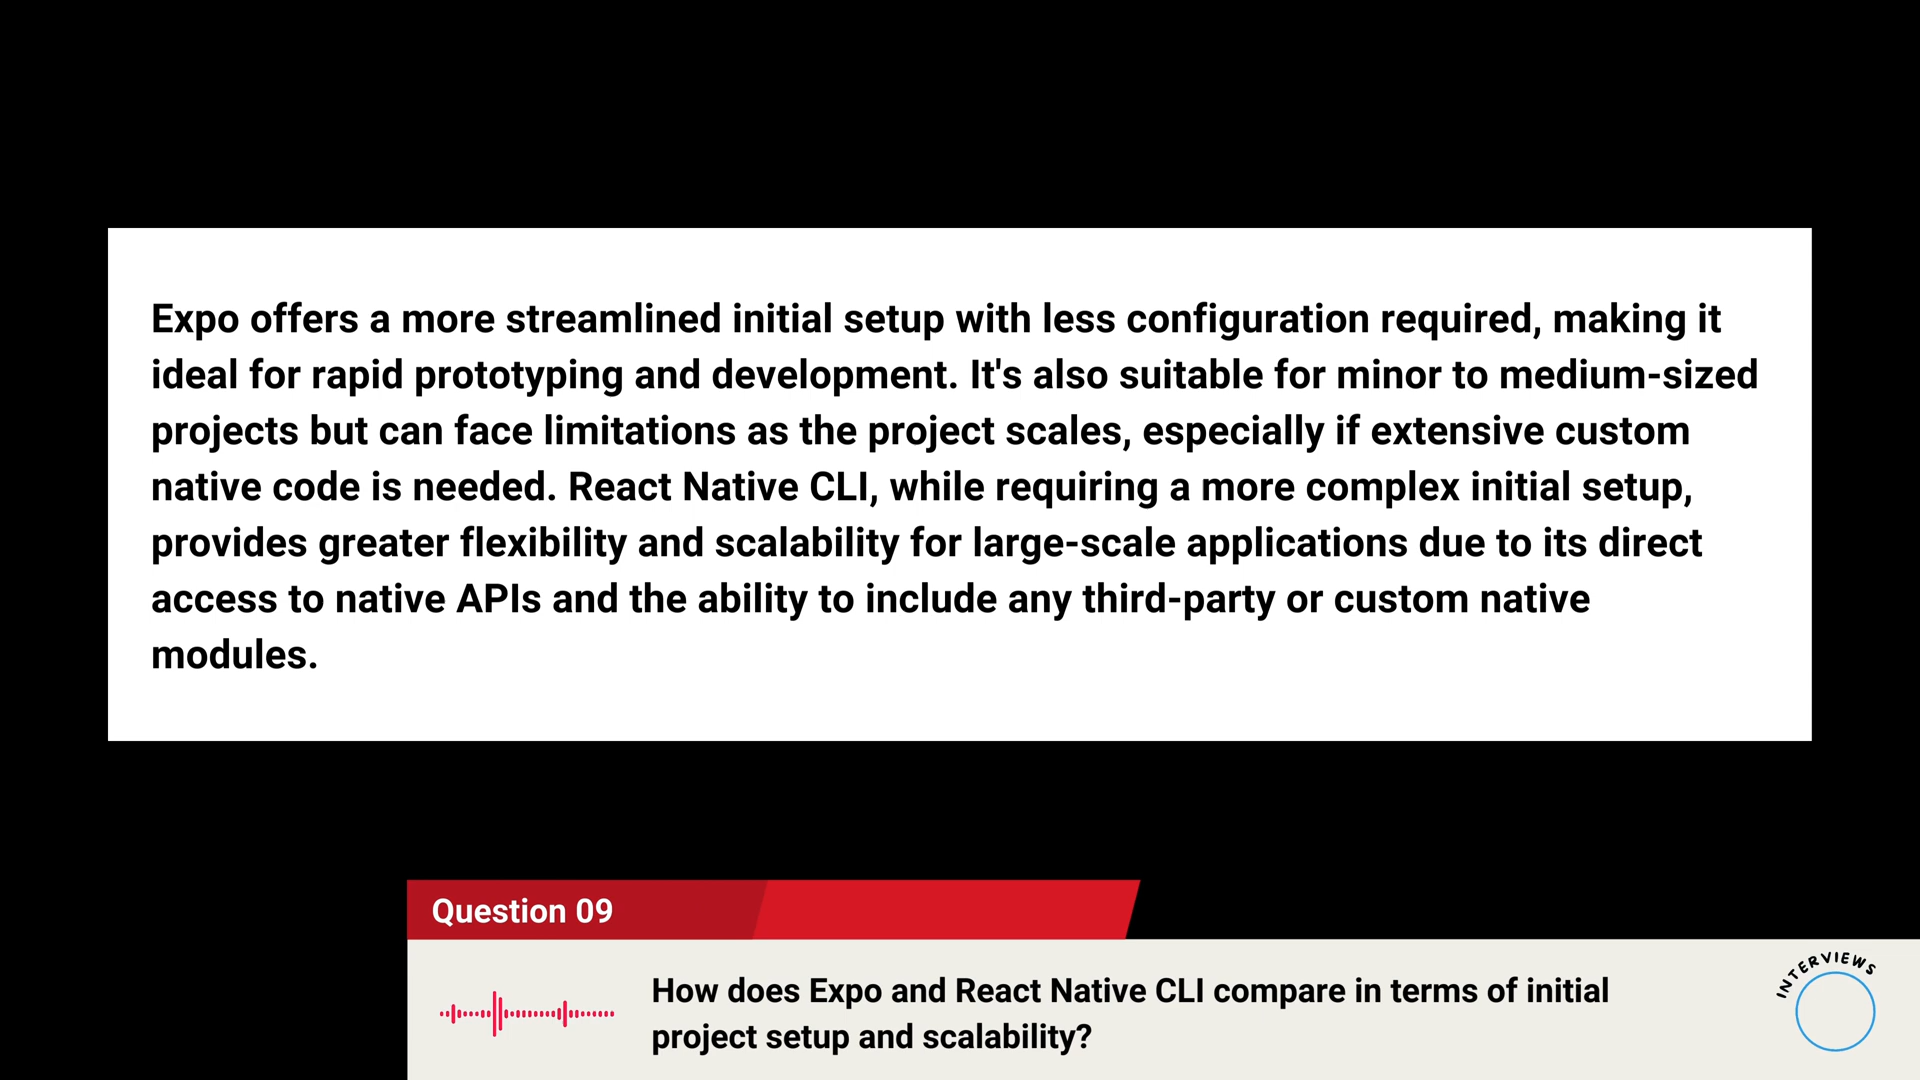 Expo offers a more streamlined initial setup with less configuration required, making it
ideal for rapid prototyping and development. It's also suitable for minor to medium-sized
projects but can face limitations as the project scales, especially if extensive custom
native code is needed. React Native CLI, while requiring a more complex initial setup,
provides greater flexibility and scalability for large-scale applications due to its direct
access to native APIs and the ability to include any third-party or custom native
modules.
Question 09
How does Expo and React Native CLI compare in terms of initial
project setup and scalability?
INTERVIEWS